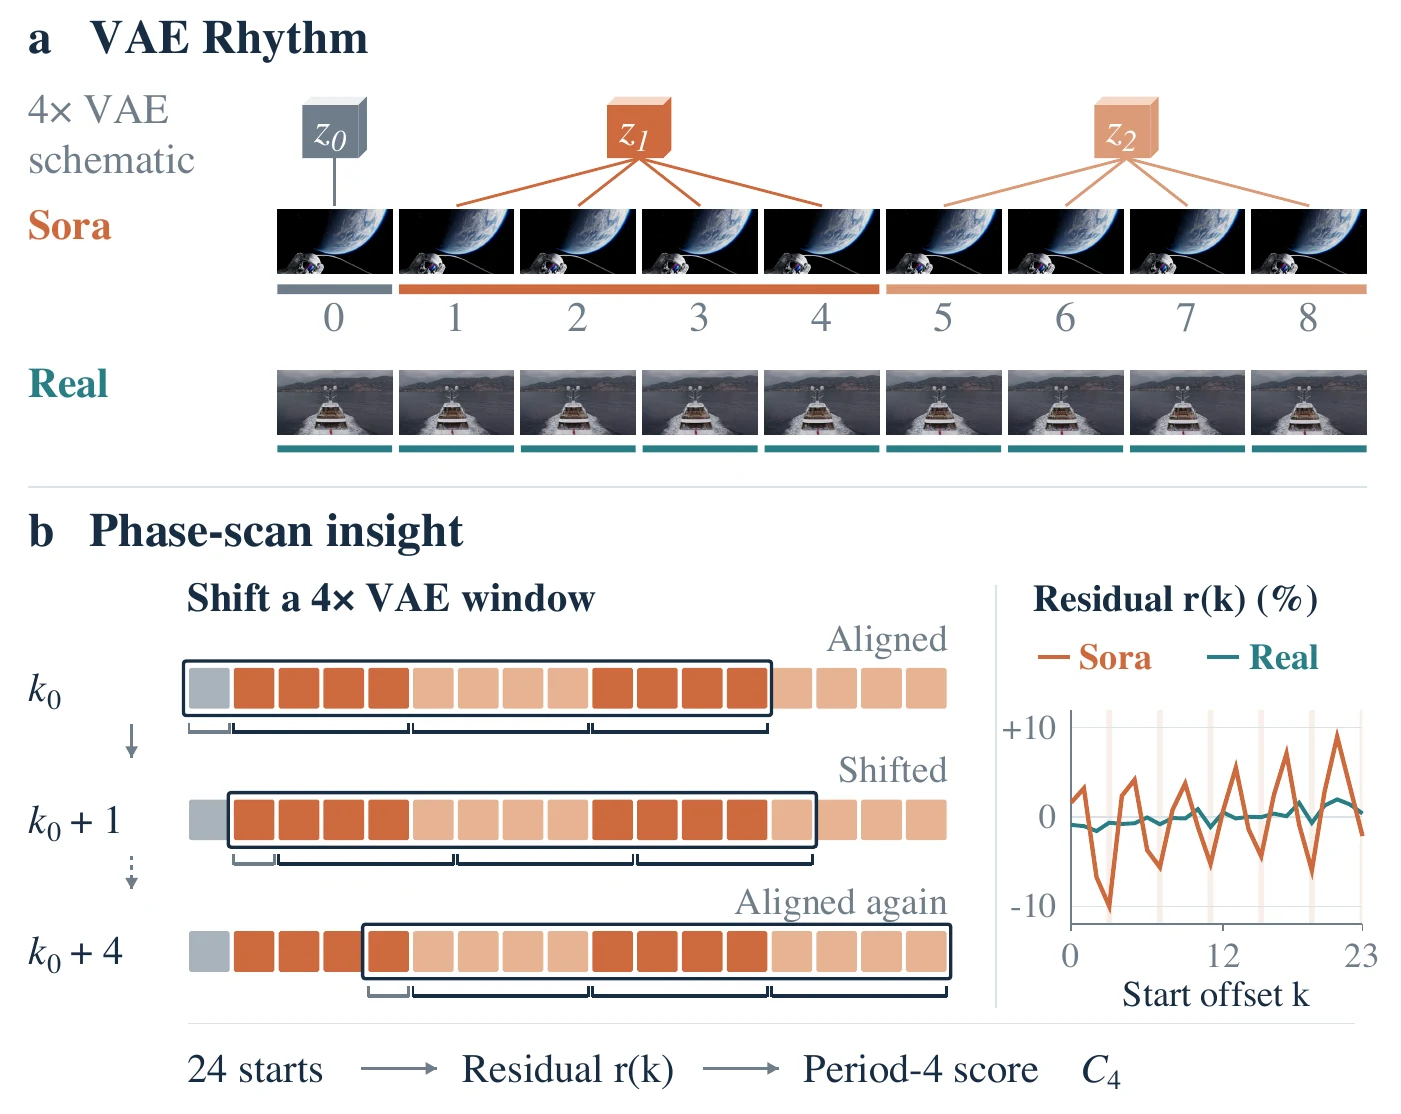 a VAE Rhythm
4× VAE
schematic
z0 z1 z2
Sora
0 1 2 3 4 5 6 7 8
Real
b Phase-scan insight
Shift a 4× VAE window
Aligned
k0
Shifted
k0 + 1
Aligned again
k0 + 4
Residual r(k) (%)
Sora Real
+10
0
-10
0 12 23
Start offset k
24 starts → Residual r(k) → Period-4 score C4